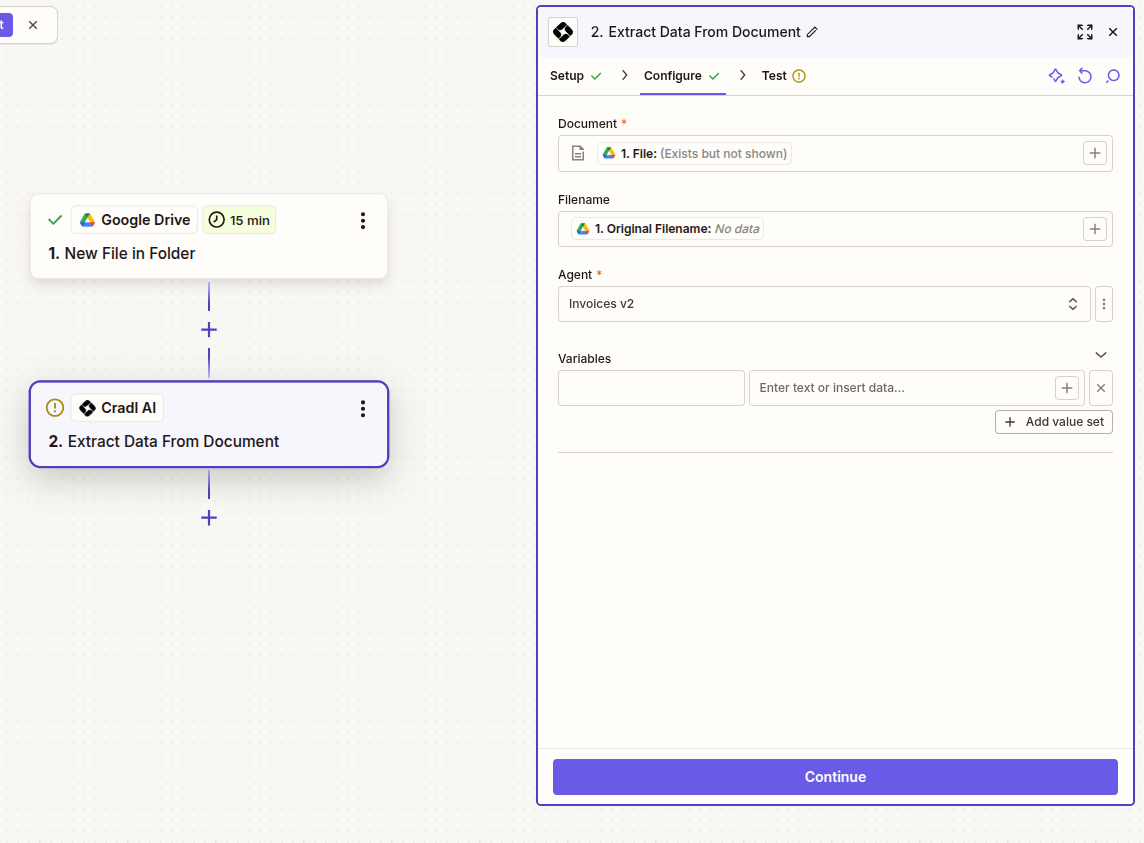 2. Extract Data From Document
Setup
Configure
Test
Document *
1. File: (Exists but not shown)
Filename
1. Original Filename: No data
Agent *
Invoices v2
Variables
Enter text or insert data...
Add value set
Continue
Google Drive
15 min
1. New File in Folder
Cradl AI
2. Extract Data From Document